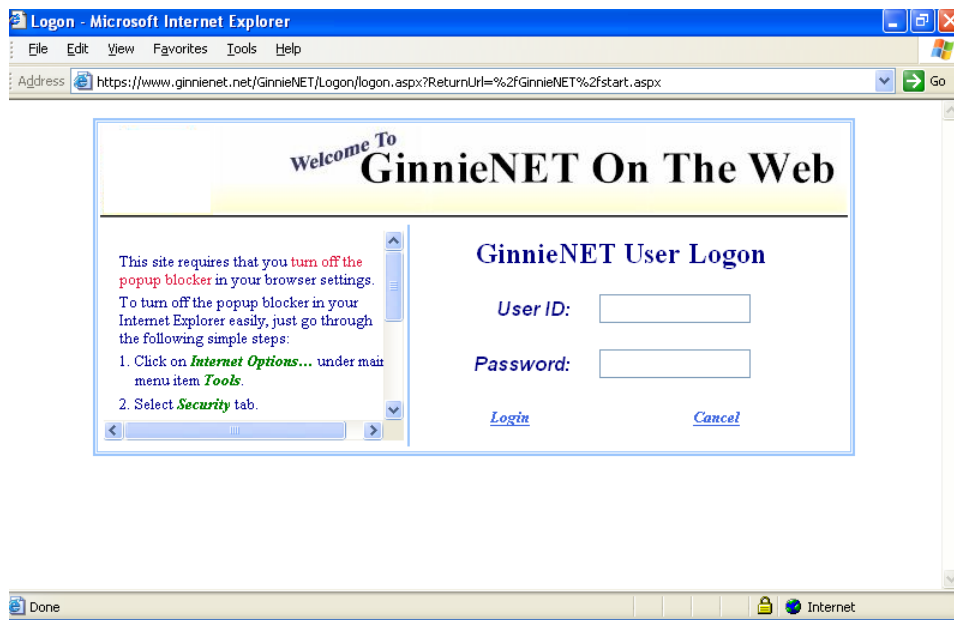 Logon - Microsoft Internet Explorer
File Edit View Favorites Tools Help
Address https://www.ginnienet.net/GinnieNET/Logon/logon.aspx?ReturnUrl=%2fGinnieNET%2fstart.aspx Go
Welcome To
GinnieNET On The Web
This site requires that you turn off the
popup blocker in your browser settings.
To turn off the popup blocker in your
Internet Explorer easily, just go through
the following simple steps:
1. Click on Internet Options... under main
menu item Tools.
2. Select Security tab.
GinnieNET User Logon
User ID:
Password:
Login Cancel
Done Internet